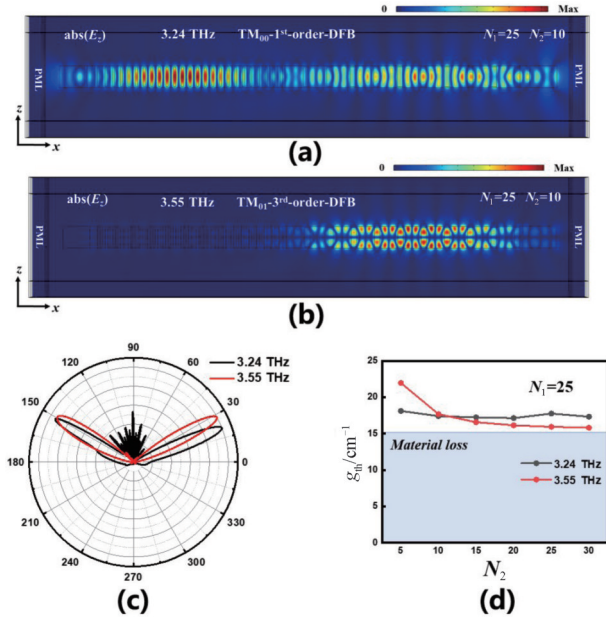 0 Max
abs(E_z) 3.24 THz TM₀₀-1ˢᵗ-order-DFB N₁=25 N₂=10
PML PML
z
x
(a)
0 Max
abs(E_z) 3.55 THz TM₀₁-3ʳᵈ-order-DFB N₁=25 N₂=10
PML PML
z
x
(b)
90
120 60
150 30
180 0
210 330
240 300
270
3.24 THz
3.55 THz
(c)
25
20
15
10
5
0
g_th/cm⁻¹
N₁=25
Material loss
3.24 THz
3.55 THz
5 10 15 20 25 30
N₂
(d)